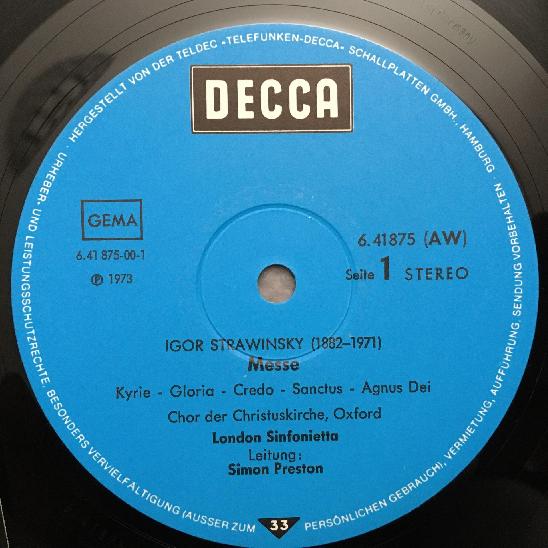 HERGESTELLT VON DER TELDEC »TELEFUNKEN-DECCA« SCHALLPLATTEN GMBH., HAMBURG · URHEBER- UND LEISTUNGSSCHUTZRECHTE, BESONDERS VERVIELFÄLTIGUNG (AUSSER ZUM PERSÖNLICHEN GEBRAUCH), VERMIETUNG, AUFFÜHRUNG, SENDUNG VORBEHALTEN ·
DECCA
GEMA
6.41 875-00-1
℗ 1973
6.41875 (AW)
Seite 1 STEREO
IGOR STRAWINSKY (1882-1971)
Messe
Kyrie - Gloria - Credo - Sanctus - Agnus Dei
Chor der Christuskirche, Oxford
London Sinfonietta
Leitung:
Simon Preston
33